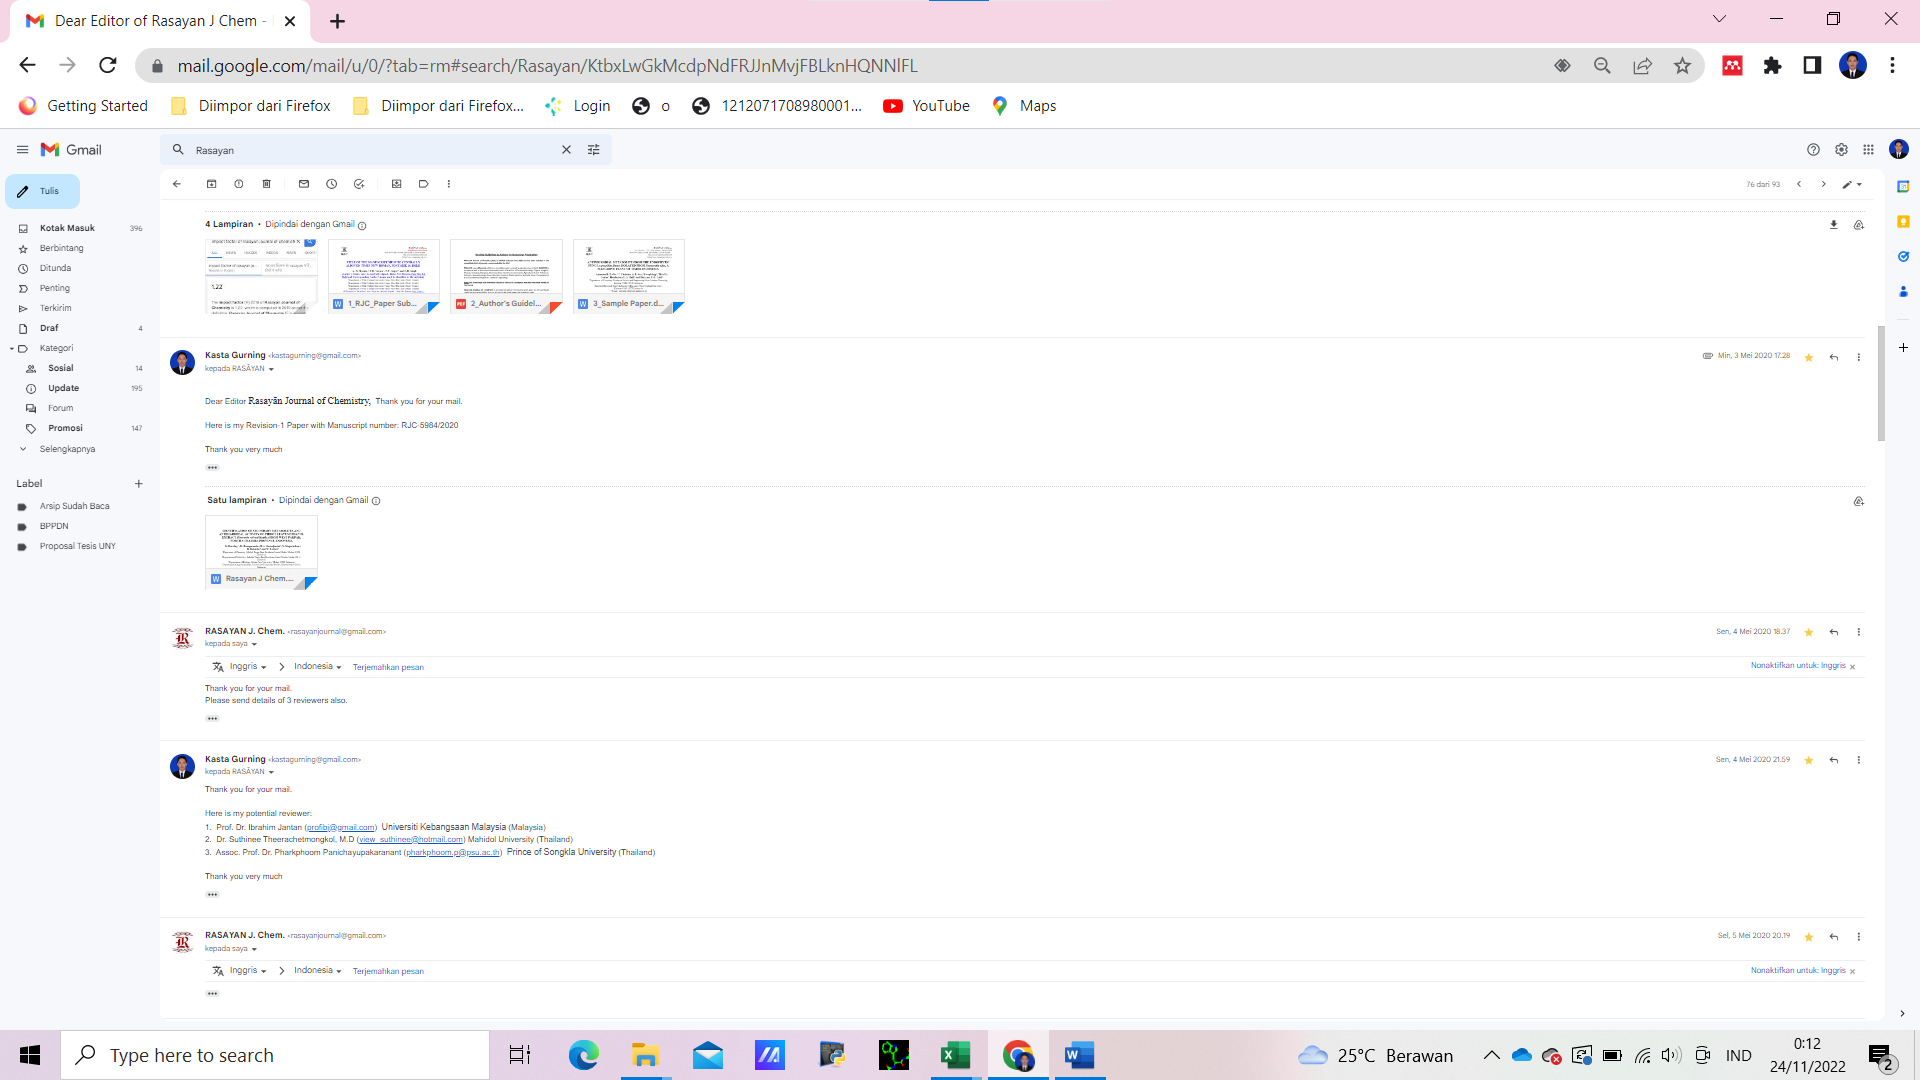 Dear Editor of Rasayan J Chem -
mail.google.com/mail/u/0/?tab=rm#search/Rasayan/KtbxLwGkMcdpNdFRJJnMvjFBLknHQNNlFL
Getting Started
Diimpor dari Firefox
Diimpor dari Firefox...
Login
o
1212071708980001...
YouTube
Maps
Gmail
Rasayan
Tulis
76 dari 93
Kotak Masuk 396
Berbintang
Ditunda
Penting
Terkirim
Draf 4
Kategori
Sosial 14
Update 195
Forum
Promosi 147
Selengkapnya
Label
Arsip Sudah Baca
BPPDN
Proposal Tesis UNY
4 Lampiran • Dipindai dengan Gmail
1,22
1_RJC_Paper Sub...
PDF 2_Author's Guidel...
3_Sample Paper.d...
Kasta Gurning <kastagurning@gmail.com>
Min, 3 Mei 2020 17.28
kepada RASĀYAN
Dear Editor Rasayān Journal of Chemistry, Thank you for your mail.
Here is my Revision-1 Paper with Manuscript number: RJC-5984/2020
Thank you very much
Satu lampiran • Dipindai dengan Gmail
Rasayan J Chem....
RASAYAN J. Chem. <rasayanjournal@gmail.com>
Sen, 4 Mei 2020 18.37
kepada saya
Inggris > Indonesia Terjemahkan pesan
Nonaktifkan untuk: Inggris x
Thank you for your mail.
Please send details of 3 reviewers also.
Kasta Gurning <kastagurning@gmail.com>
Sen, 4 Mei 2020 21.59
kepada RASĀYAN
Thank you for your mail.
Here is my potential reviewer:
1. Prof. Dr. Ibrahim Jantan (profibj@gmail.com) Universiti Kebangsaan Malaysia (Malaysia)
2. Dr. Suthinee Theerachetmongkol, M.D (view_suthinee@hotmail.com) Mahidol University (Thailand)
3. Assoc. Prof. Dr. Pharkphoom Panichayupakaranant (pharkphoom.p@psu.ac.th) Prince of Songkla University (Thailand)
Thank you very much
RASAYAN J. Chem. <rasayanjournal@gmail.com>
Sel, 5 Mei 2020 20.19
kepada saya
Inggris > Indonesia Terjemahkan pesan
Nonaktifkan untuk: Inggris x
Type here to search
25°C Berawan
IND
0:12
24/11/2022
2